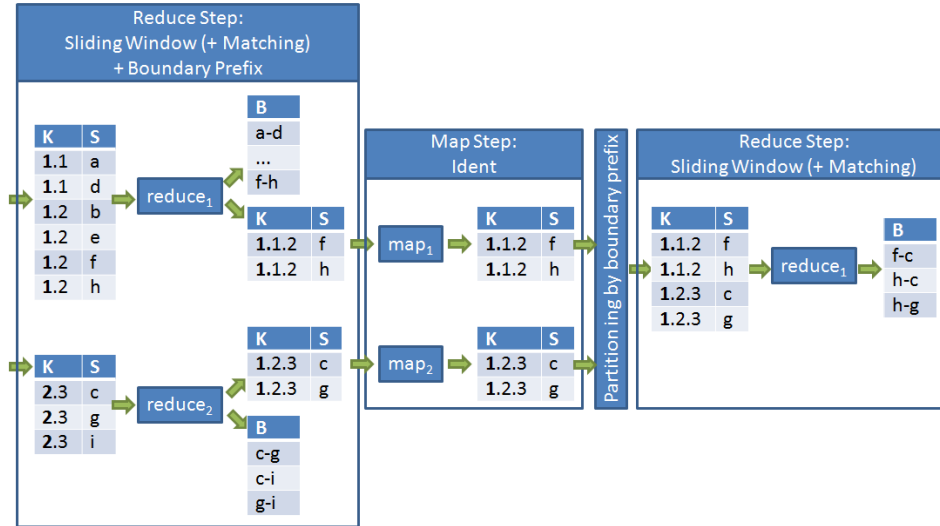 Reduce Step:
Sliding Window (+ Matching)
+ Boundary Prefix
K S
1.1 a
1.1 d
1.2 b
1.2 e
1.2 f
1.2 h
reduce1
B
a-d
...
f-h
K S
1.1.2 f
1.1.2 h
K S
2.3 c
2.3 g
2.3 i
reduce2
K S
1.2.3 c
1.2.3 g
B
c-g
c-i
g-i
Map Step:
Ident
map1
K S
1.1.2 f
1.1.2 h
map2
K S
1.2.3 c
1.2.3 g
Partitioning by boundary prefix
Reduce Step:
Sliding Window (+ Matching)
K S
1.1.2 f
1.1.2 h
1.2.3 c
1.2.3 g
reduce1
B
f-c
h-c
h-g